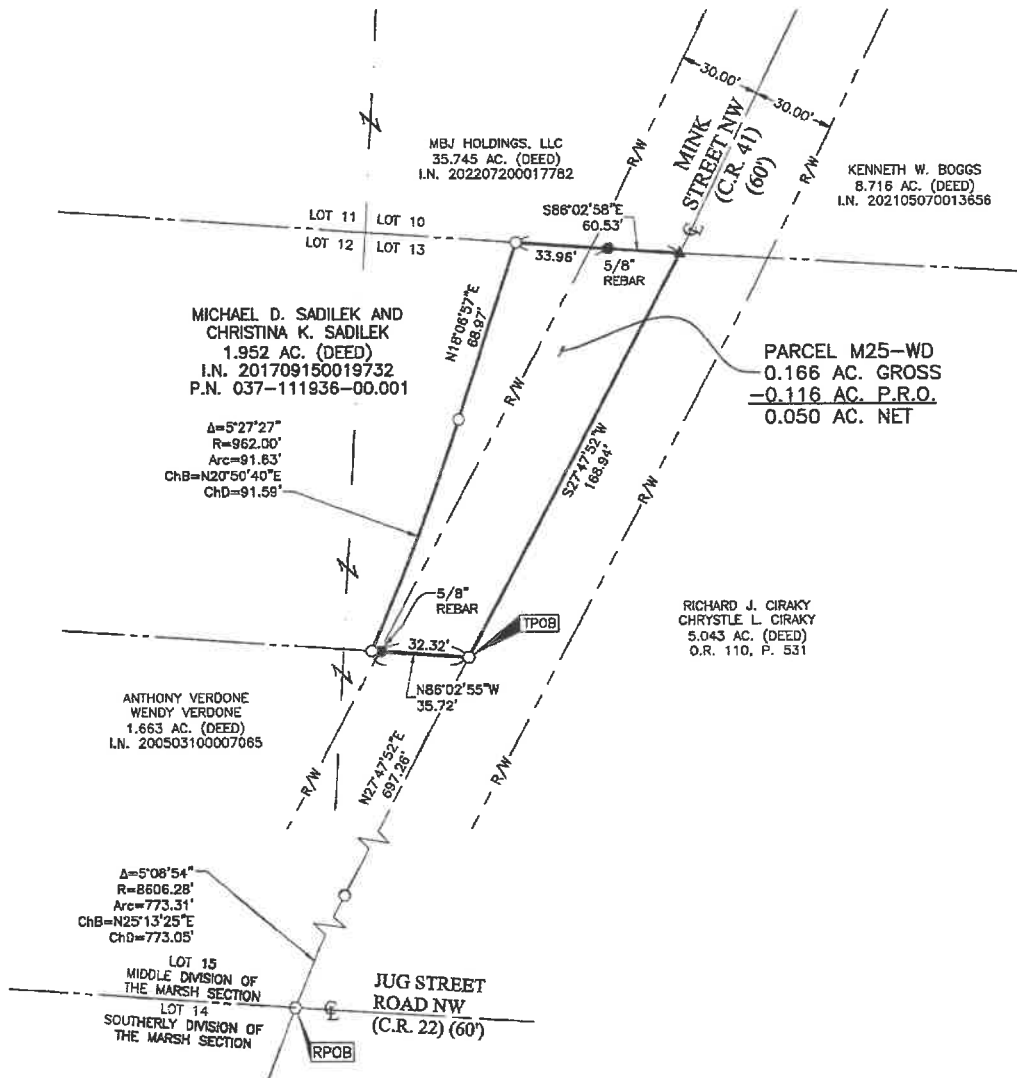 30.00'
30.00'
MINK
STREET NW
(C.R. 41)
(60')
R/W
R/W
MBJ HOLDINGS, LLC
35.745 AC. (DEED)
I.N. 202207200017782
KENNETH W. BOGGS
8.716 AC. (DEED)
I.N. 202105070013656
LOT 11
LOT 10
LOT 12
LOT 13
S86°02'58"E
60.53'
33.96'
5/8"
REBAR
℄
MICHAEL D. SADILEK AND
CHRISTINA K. SADILEK
1.952 AC. (DEED)
I.N. 201709150019732
P.N. 037-111936-00.001
N18°06'57"E
68.97'
R/W
PARCEL M25-WD
0.166 AC. GROSS
-0.116 AC. P.R.O.
0.050 AC. NET
Δ=5°27'27"
R=962.00'
Arc=91.63'
ChB=N20°50'40"E
ChD=91.59'
S27°47'52"W
168.94'
R/W
5/8"
REBAR
32.32'
TPOB
N86°02'55"W
35.72'
RICHARD J. CIRAKY
CHRYSTLE L. CIRAKY
5.043 AC. (DEED)
O.R. 110, P. 531
ANTHONY VERDONE
WENDY VERDONE
1.663 AC. (DEED)
I.N. 200503100007065
N27°47'52"E
697.26'
R/W
R/W
Δ=5°08'54"
R=8606.28'
Arc=773.31'
ChB=N25°13'25"E
ChD=773.05'
LOT 15
MIDDLE DIVISION OF
THE MARSH SECTION
LOT 14
SOUTHERLY DIVISION OF
THE MARSH SECTION
℄
JUG STREET
ROAD NW
(C.R. 22) (60')
RPOB